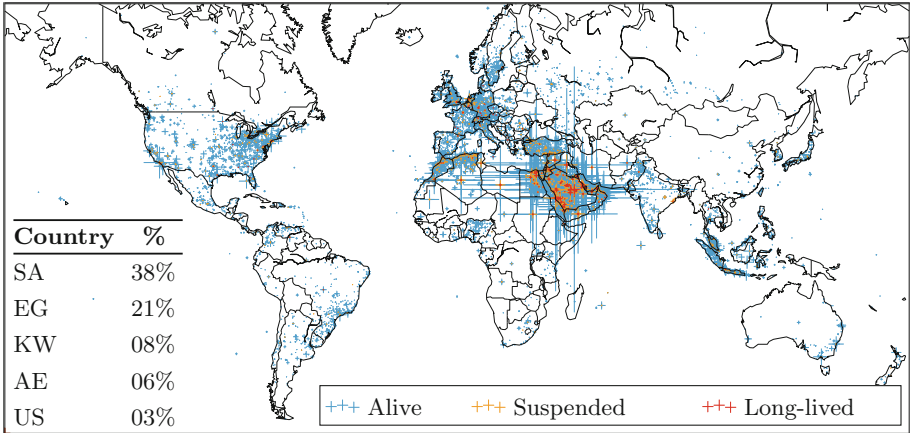 Country %
SA 38%
EG 21%
KW 08%
AE 06%
US 03%
Alive Suspended Long-lived